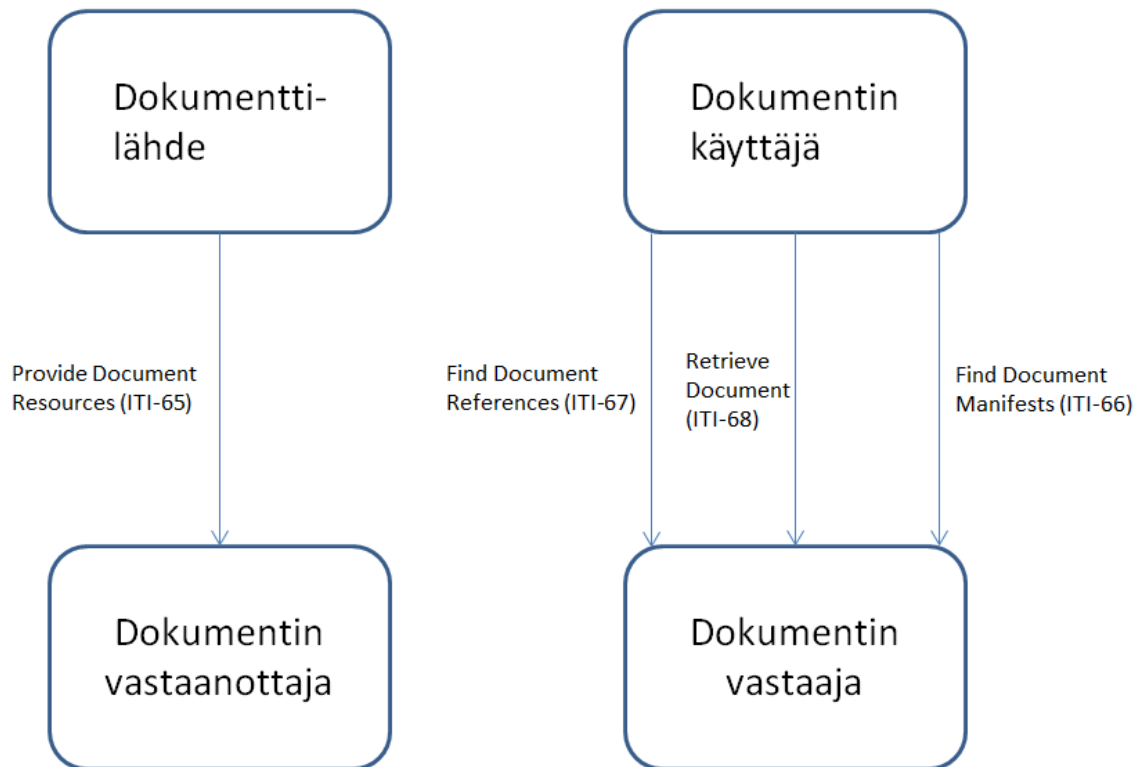 Dokumentti-
lähde
Dokumentin
käyttäjä
Provide Document
Resources (ITI-65)
Find Document
References (ITI-67)
Retrieve
Document
(ITI-68)
Find Document
Manifests (ITI-66)
Dokumentin
vastaanottaja
Dokumentin
vastaaja